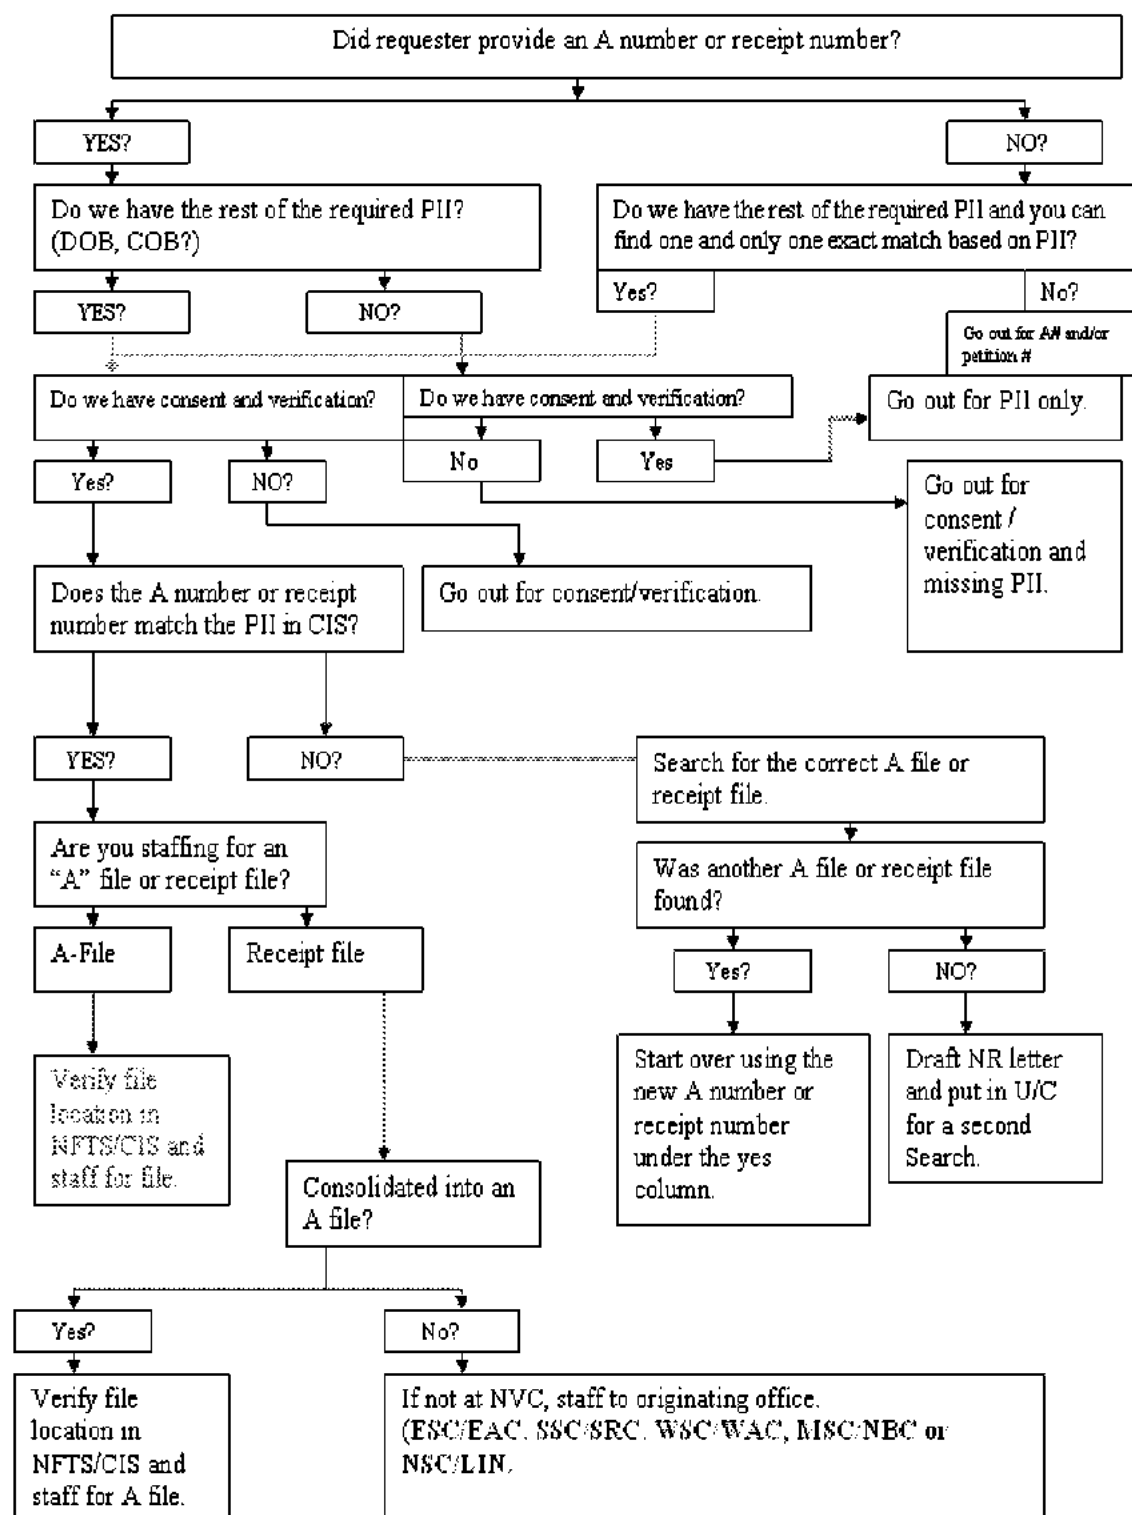 Did requester provide an A number or receipt number?
YES?
NO?
Do we have the rest of the required PII?
(DOB, COB?)
Do we have the rest of the required PII and you can
find one and only one exact match based on PII?
YES?
NO?
Yes?
No?
Go out for A# and/or
petition #
Do we have consent and verification?
Do we have consent and verification?
Go out for PII only.
No
Yes
Yes?
NO?
Go out for
consent /
verification and
missing PII.
Does the A number or receipt
number match the PII in CIS?
Go out for consent/verification.
YES?
NO?
Search for the correct A file or
receipt file.
Are you staffing for an
“A” file or receipt file?
Was another A file or receipt file
found?
A-File
Receipt file
Yes?
NO?
Verify file
location in
NFTS/CIS and
staff for file.
Start over using the
new A number or
receipt number
under the yes
column.
Draft NR letter
and put in U/C
for a second
Search.
Consolidated into an
A file?
Yes?
No?
Verify file
location in
NFTS/CIS and
staff for A file.
If not at NVC, staff to originating office.
(ESC/EAC, SSC/SRC, WSC/WAC, MSC/NBC or
NSC/LIN.